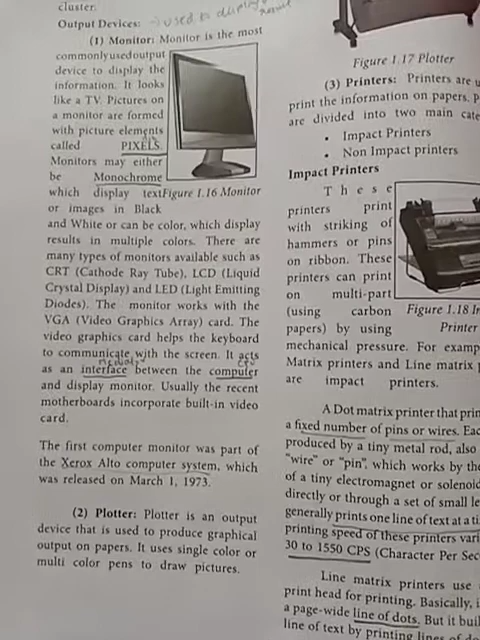 cluster.
Output Devices: → used to display
result
(1) Monitor: Monitor is the most
commonly used output
device to display the
information. It looks
like a TV. Pictures on
a monitor are formed
with picture elements
called PIXELS.
Monitors may either
be Monochrome
which display text
or images in Black
Figure 1.16 Monitor
and White or can be color, which display
results in multiple colors. There are
many types of monitors available such as
CRT (Cathode Ray Tube), LCD (Liquid
Crystal Display) and LED (Light Emitting
Diodes). The monitor works with the
VGA (Video Graphics Array) card. The
video graphics card helps the keyboard
to communicate with the screen. It acts
as an interface between the computer
and display monitor. Usually the recent
motherboards incorporate built-in video
card.
The first computer monitor was part of
the Xerox Alto computer system, which
was released on March 1, 1973.
(2) Plotter: Plotter is an output
device that is used to produce graphical
output on papers. It uses single color or
multi color pens to draw pictures.
Figure 1.17 Plotter
(3) Printers: Printers are
print the information on papers.
are divided into two main
• Impact Printers
• Non Impact printers
Impact Printers
These
printers print
with striking of
hammers or pins
on ribbon. These
printers can print
on multi-part
(using carbon
papers) by using
Figure 1.18
Printer
mechanical pressure. For
Matrix printers and Line matrix
are impact printers.
A Dot matrix printer that
a fixed number of pins or wires.
produced by a tiny metal rod, also
"wire" or "pin", which works by the
of a tiny electromagnet or
directly or through a set of small
generally prints one line of text at a
printing speed of these printers
30 to 1550 CPS (Character Per
Line matrix printers use
print head for printing. Basically,
a page-wide line of dots. But it
line of text by printing lines of